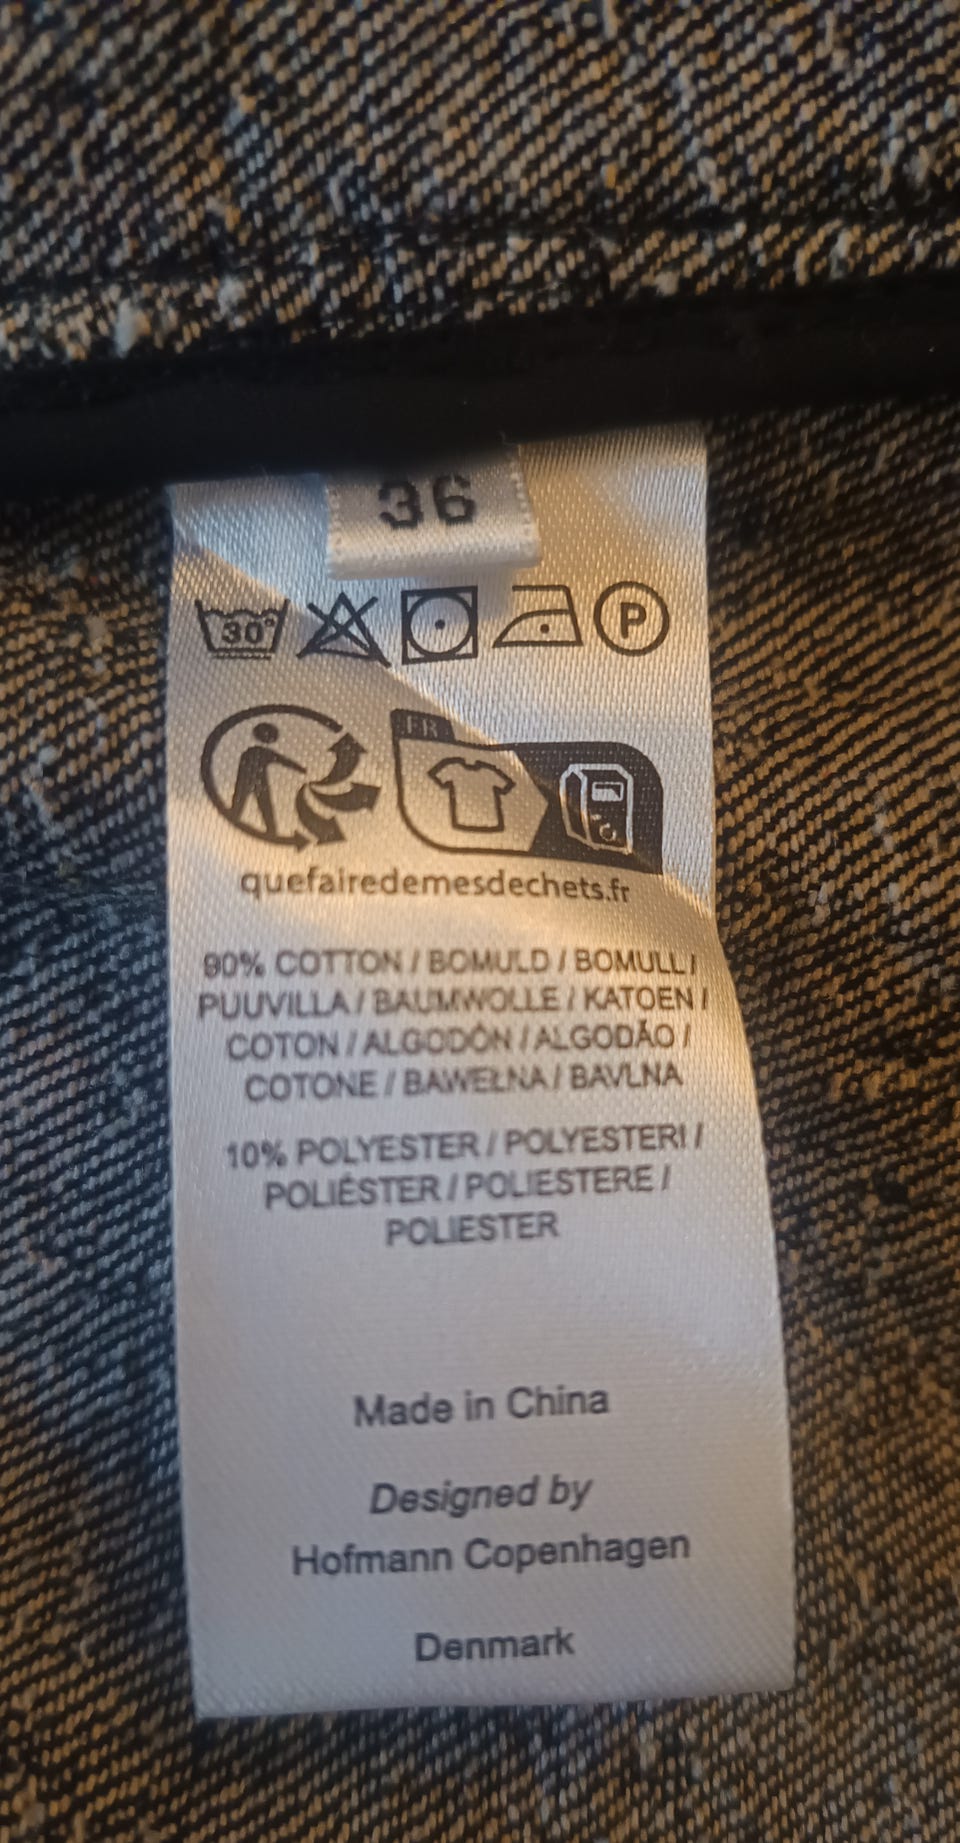 36
30°
P
FR
quefairedemesdechets.fr
90% COTTON / BOMULD / BOMULL /
PUUVILLA / BAUMWOLLE / KATOEN /
COTON / ALGODÓN / ALGODÃO /
COTONE / BAWEŁNA / BAVLNA
10% POLYESTER / POLYESTERI /
POLIÉSTER / POLIESTERE /
POLIESTER
Made in China
Designed by
Hofmann Copenhagen
Denmark